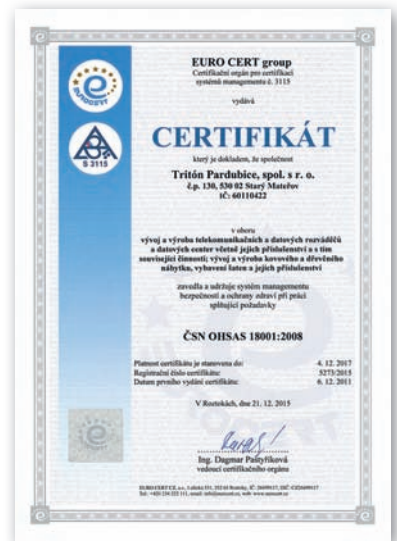 EURO CERT group
Certifikační orgán pro certifikaci
systémů managementu č. 3115
vydává
EUROCERT
S 3115
CERTIFIKÁT
který je dokladem, že společnost
Tritón Pardubice, spol. s r. o.
č.p. 130, 530 02 Starý Mateřov
IČ: 60110422
v oboru
vývoj a výroba telekomunikačních a datových rozváděčů
a datových center včetně jejich příslušenství a s tím
související činnosti; vývoj a výroba kovového a dřevěného
nábytku, vybavení šaten a jejich příslušenství
zavedla a udržuje systém managementu
bezpečnosti a ochrany zdraví při práci
splňující požadavky
ČSN OHSAS 18001:2008
Platnost certifikátu je stanovena do: 4. 12. 2017
Registrační číslo certifikátu: 5273/2015
Datum prvního vydání certifikátu: 6. 12. 2011
V Roztokách, dne 21. 12. 2015
Ing. Dagmar Pastyříková
vedoucí certifikačního orgánu